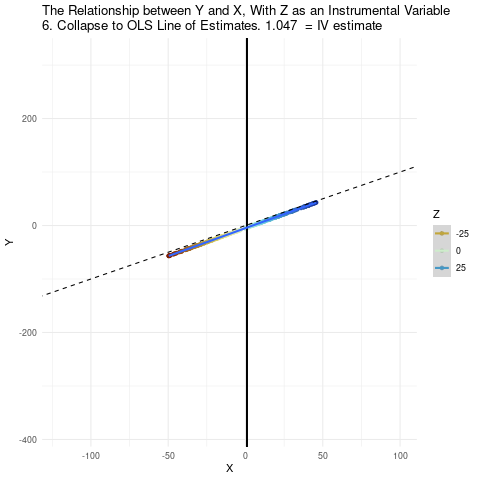 The Relationship between Y and X, With Z as an Instrumental Variable
6. Collapse to OLS Line of Estimates. 1.047  = IV estimate
200
0
-200
-400
Y
-100
-50
0
50
100
X
Z
-25
0
25